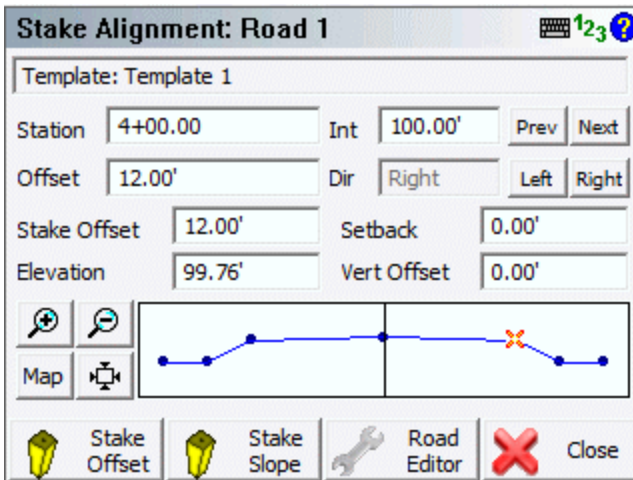 Stake Alignment: Road 1 123 ?
Template: Template 1
Station 4+00.00 Int 100.00' Prev Next
Offset 12.00' Dir Right Left Right
Stake Offset 12.00' Setback 0.00'
Elevation 99.76' Vert Offset 0.00'
Map
Stake Offset Stake Slope Road Editor Close